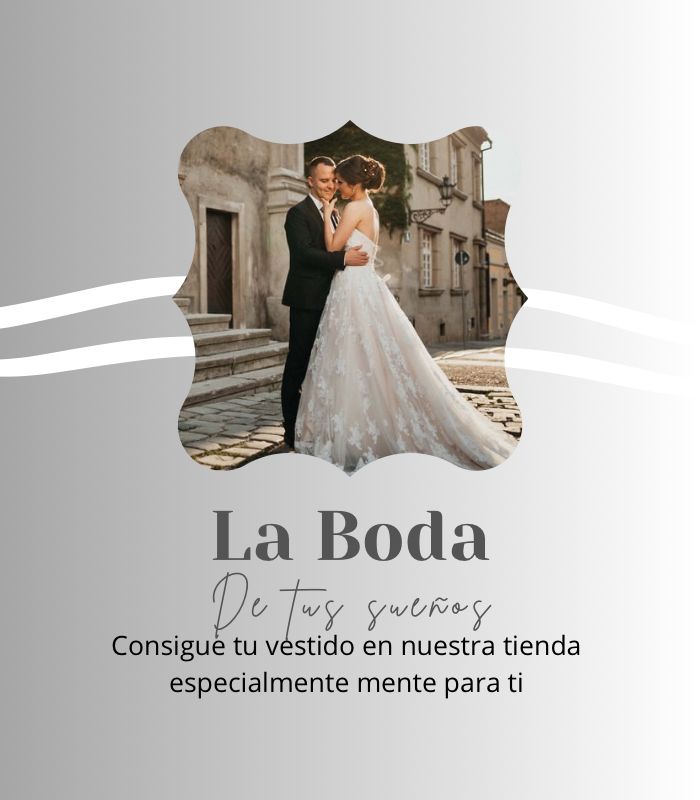 La Boda
De tus sueños
Consigue tu vestido en nuestra tienda
especialmente mente para ti